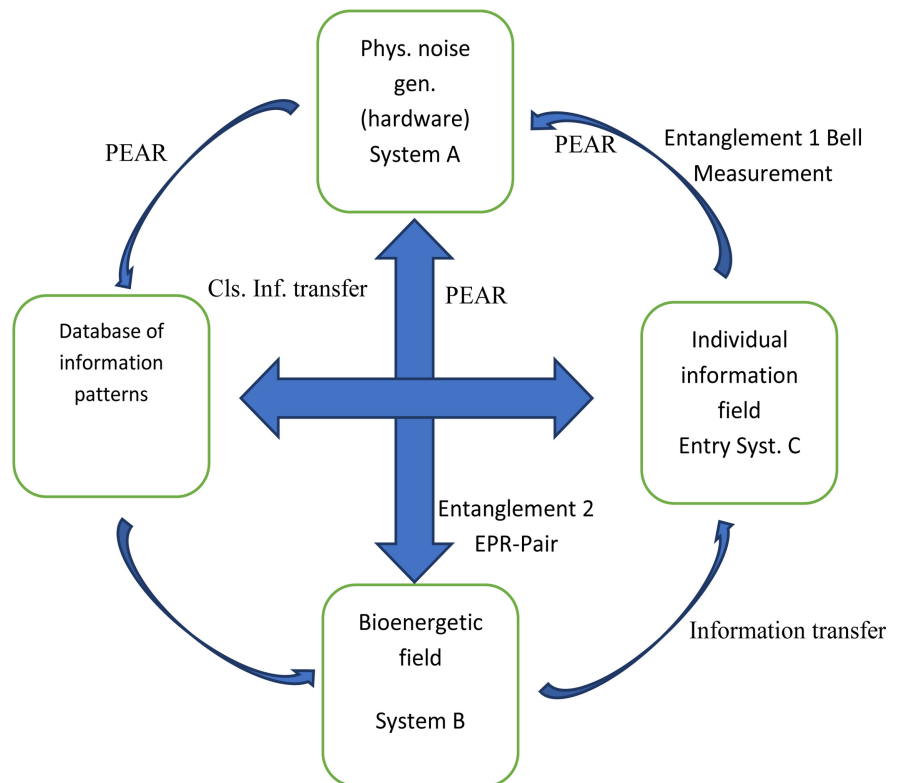 Phys. noise
gen.
(hardware)
System A
PEAR
PEAR
Entanglement 1 Bell
Measurement
Cls. Inf. transfer
PEAR
Database of
information
patterns
Individual
information
field
Entry Syst. C
Entanglement 2
EPR-Pair
Bioenergetic
field
System B
Information transfer